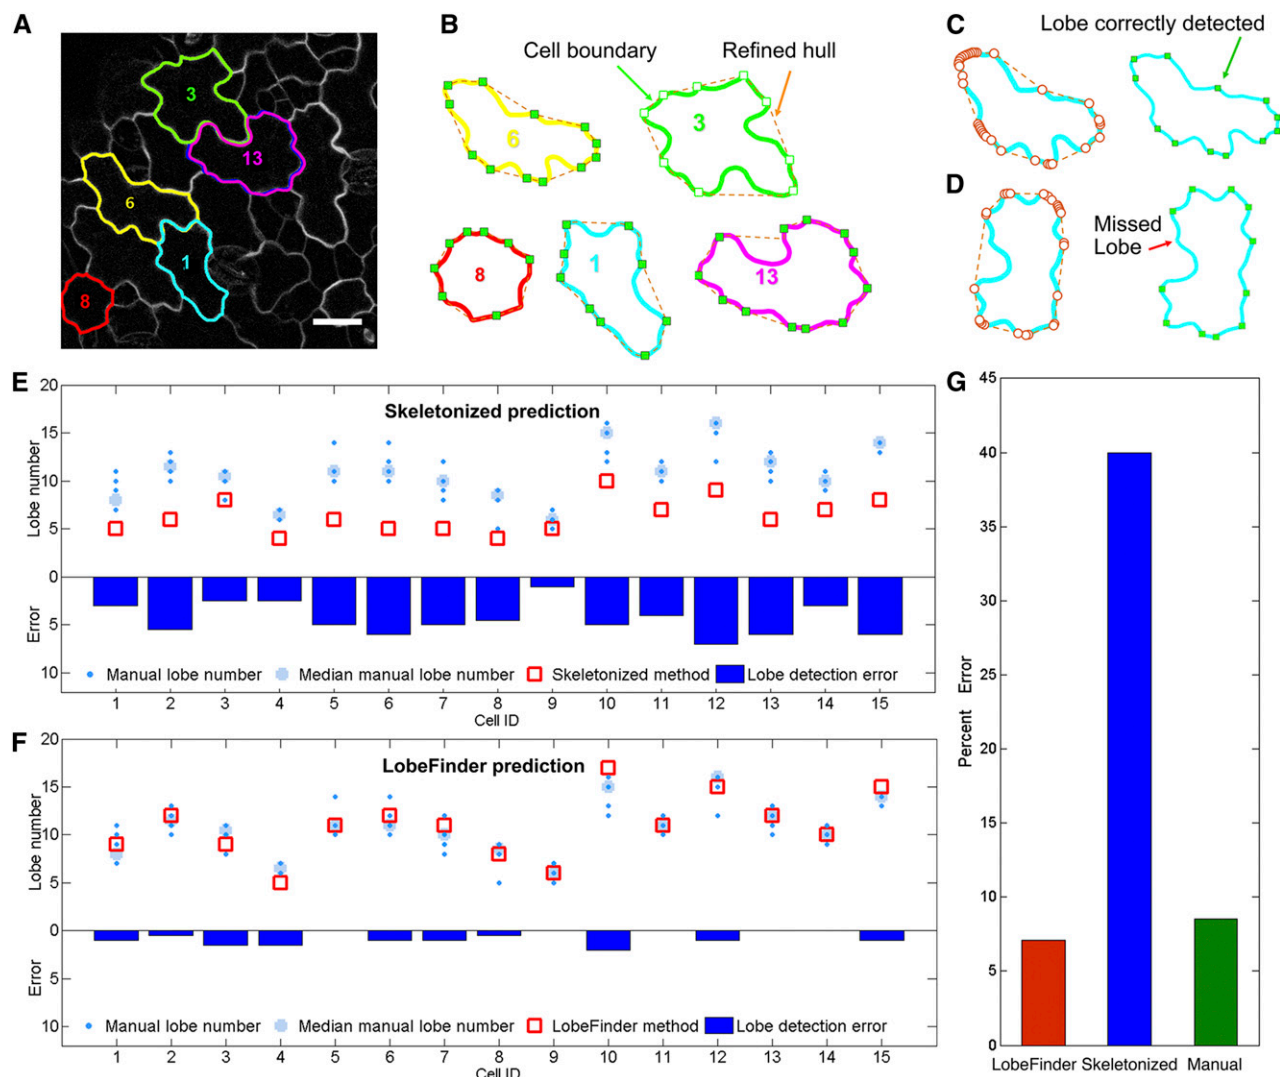 A
3
13
6
1
8
B
Cell boundary
Refined hull
6
3
8
1
13
C
Lobe correctly detected
D
Missed
Lobe
E
Skeletonized prediction
Lobe number
20
15
10
5
0
Error
5
10
Manual lobe number Median manual lobe number Skeletonized method Lobe detection error
1 2 3 4 5 6 7 8 9 10 11 12 13 14 15
Cell ID
F
LobeFinder prediction
Lobe number
20
15
10
5
0
Error
5
10
Manual lobe number Median manual lobe number LobeFinder method Lobe detection error
1 2 3 4 5 6 7 8 9 10 11 12 13 14 15
Cell ID
G
Percent Error
45
40
35
30
25
20
15
10
5
0
LobeFinder Skeletonized Manual